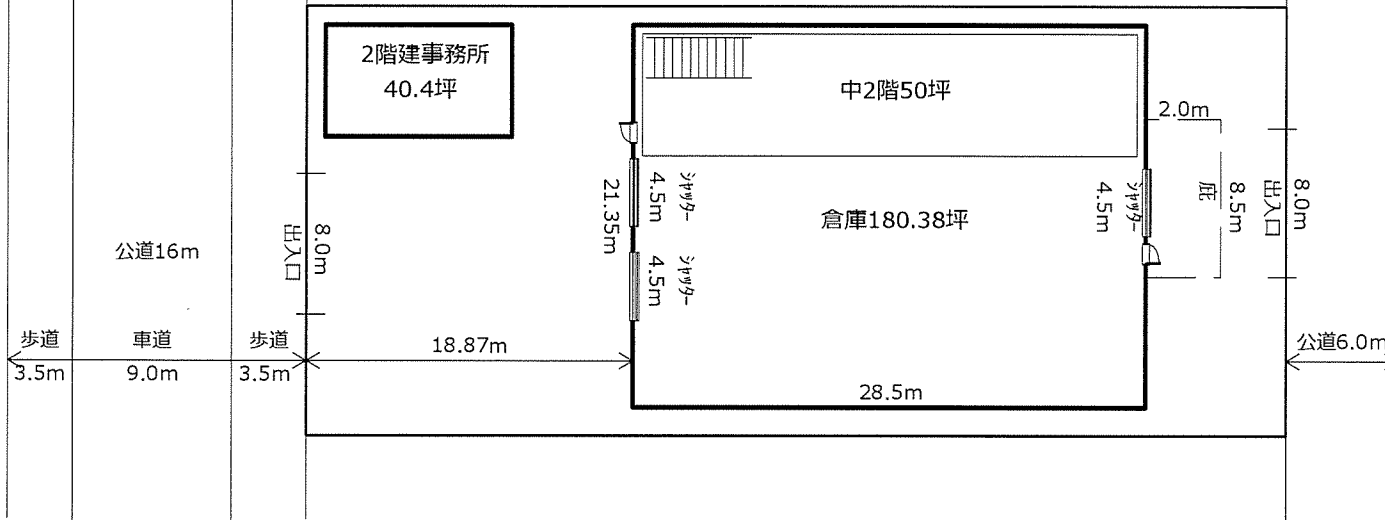 2階建事務所
40.4坪
中2階50坪
2.0m
シャッター
4.5m
21.35m
シャッター
4.5m
倉庫180.38坪
シャッター
4.5m
庇
8.5m
出入口
8.0m
公道16m
出入口
8.0m
歩道
車道
歩道
3.5m
9.0m
3.5m
18.87m
28.5m
公道6.0m